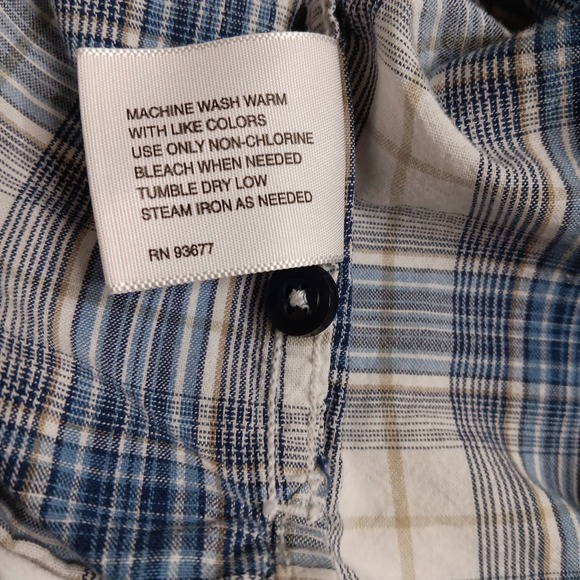 MACHINE WASH WARM
WITH LIKE COLORS
USE ONLY NON-CHLORINE
BLEACH WHEN NEEDED
TUMBLE DRY LOW
STEAM IRON AS NEEDED
RN 93677